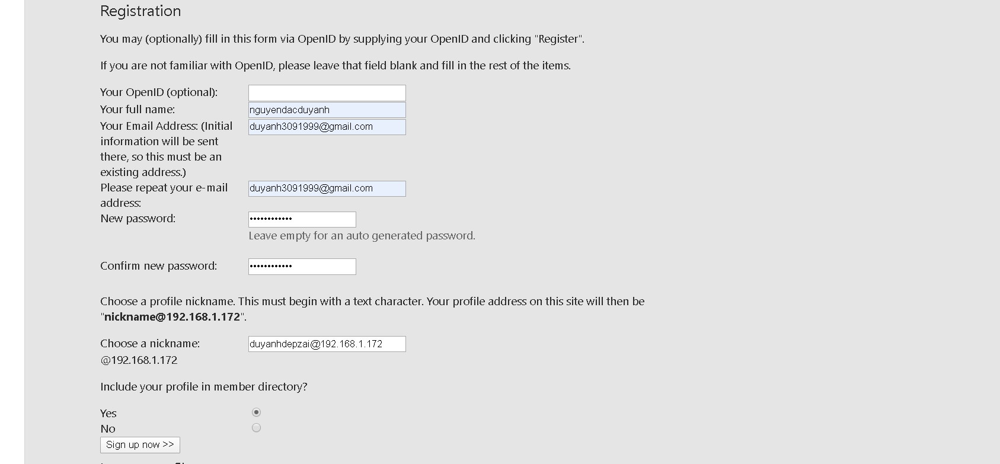 Registration
You may (optionally) fill in this form via OpenID by supplying your OpenID and clicking "Register".
If you are not familiar with OpenID, please leave that field blank and fill in the rest of the items.
Your OpenID (optional):
Your full name: nguyendacduyanh
Your Email Address: (Initial duyanh3091999@gmail.com
information will be sent
there, so this must be an
existing address.)
Please repeat your e-mail duyanh3091999@gmail.com
address:
New password: ••••••••••••
Leave empty for an auto generated password.
Confirm new password: ••••••••••••
Choose a profile nickname. This must begin with a text character. Your profile address on this site will then be
"nickname@192.168.1.172".
Choose a nickname: duyanhdepzai@192.168.1.172
@192.168.1.172
Include your profile in member directory?
Yes
No
Sign up now >>